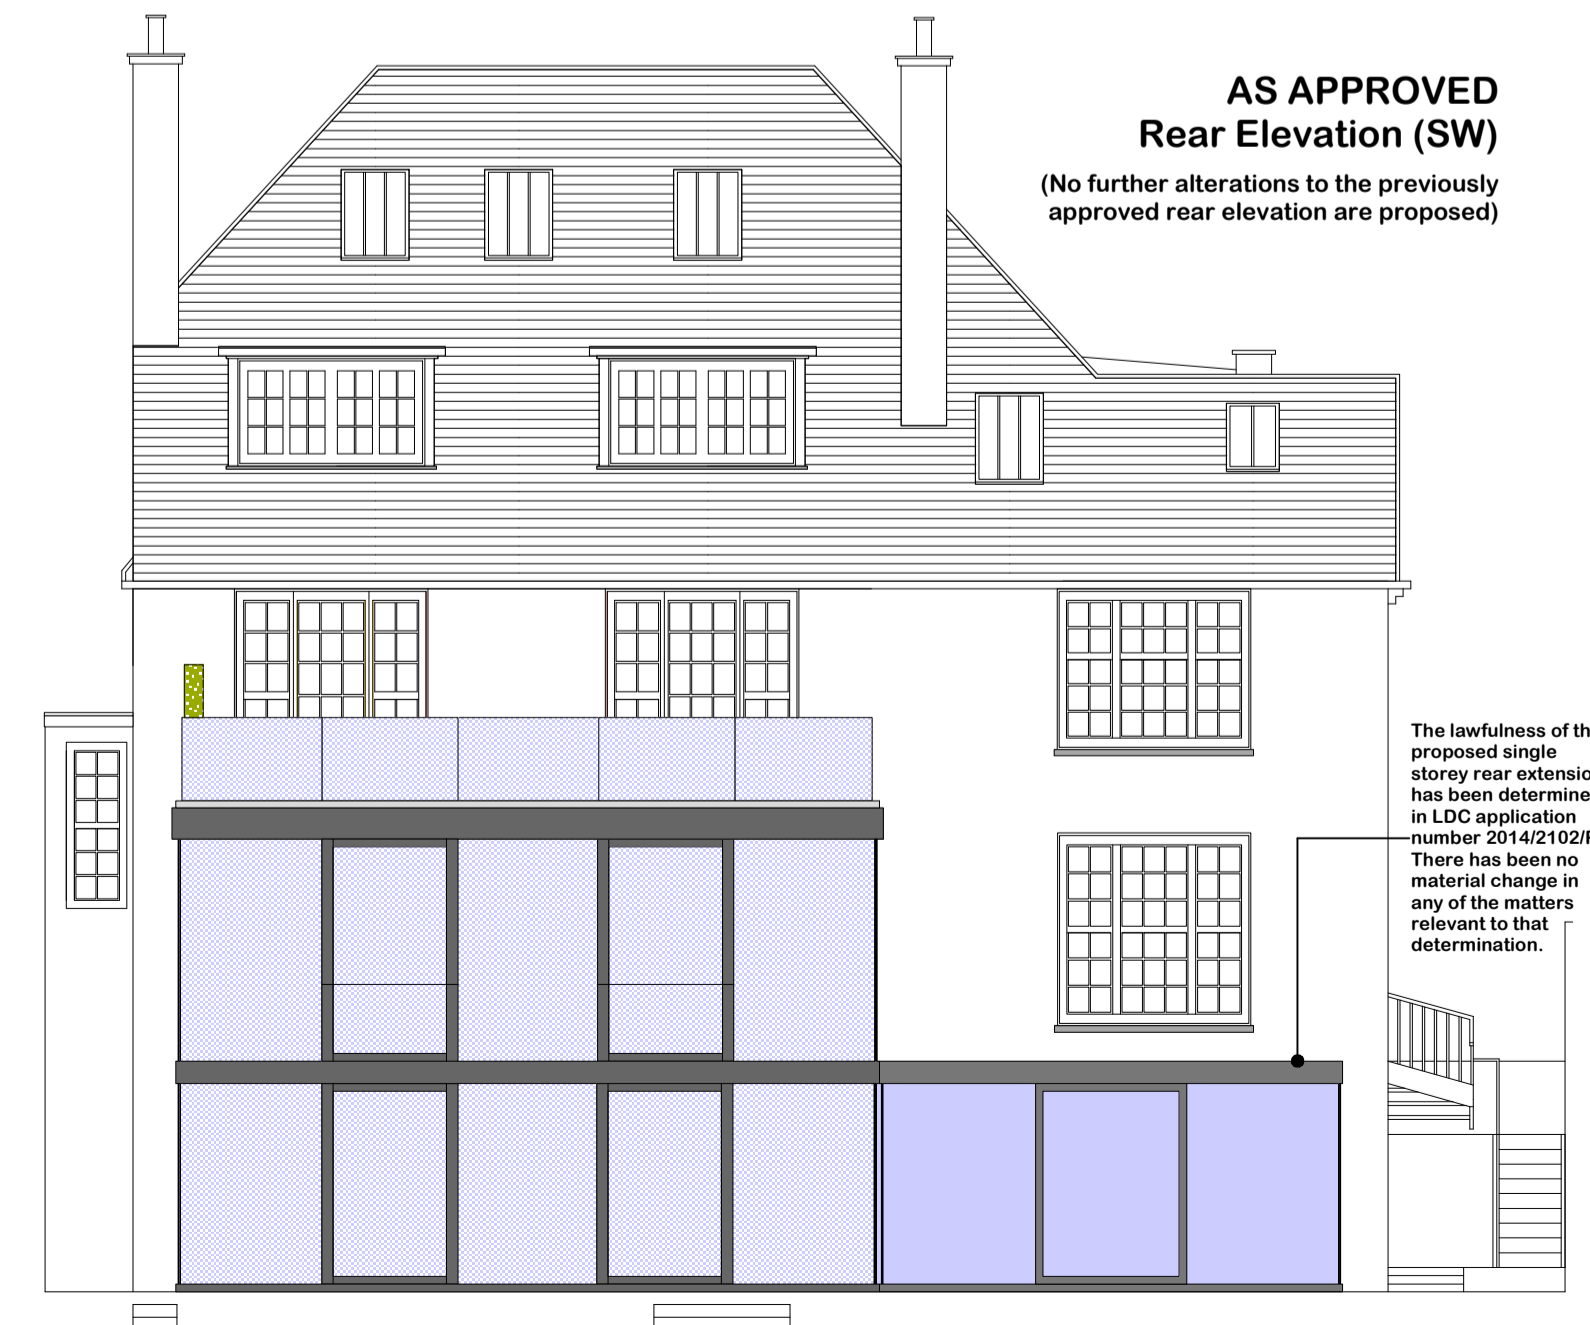 AS APPROVED
Rear Elevation (SW)
(No further alterations to the previously
approved rear elevation are proposed)
The lawfulness of th
proposed single
storey rear extensio
has been determine
in LDC application
number 2014/2102/P
There has been no
material change in
any of the matters
relevant to that
determination.